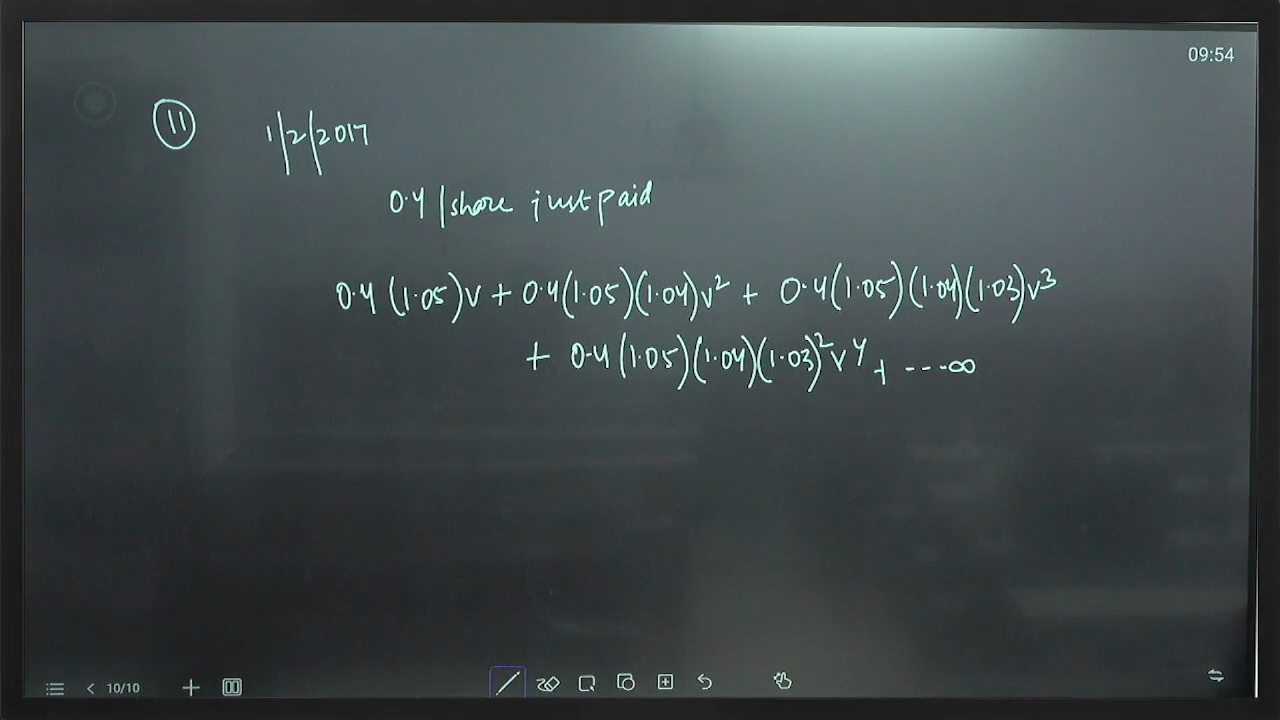 09:54
11
1/2/2017
0.4 | share just paid
0.4 (1.05)v + 0.4(1.05)(1.04)v² + 0.4(1.05)(1.04)(1.03)v³
+ 0.4 (1.05)(1.04)(1.03)²v⁴ + ---∞
10/10